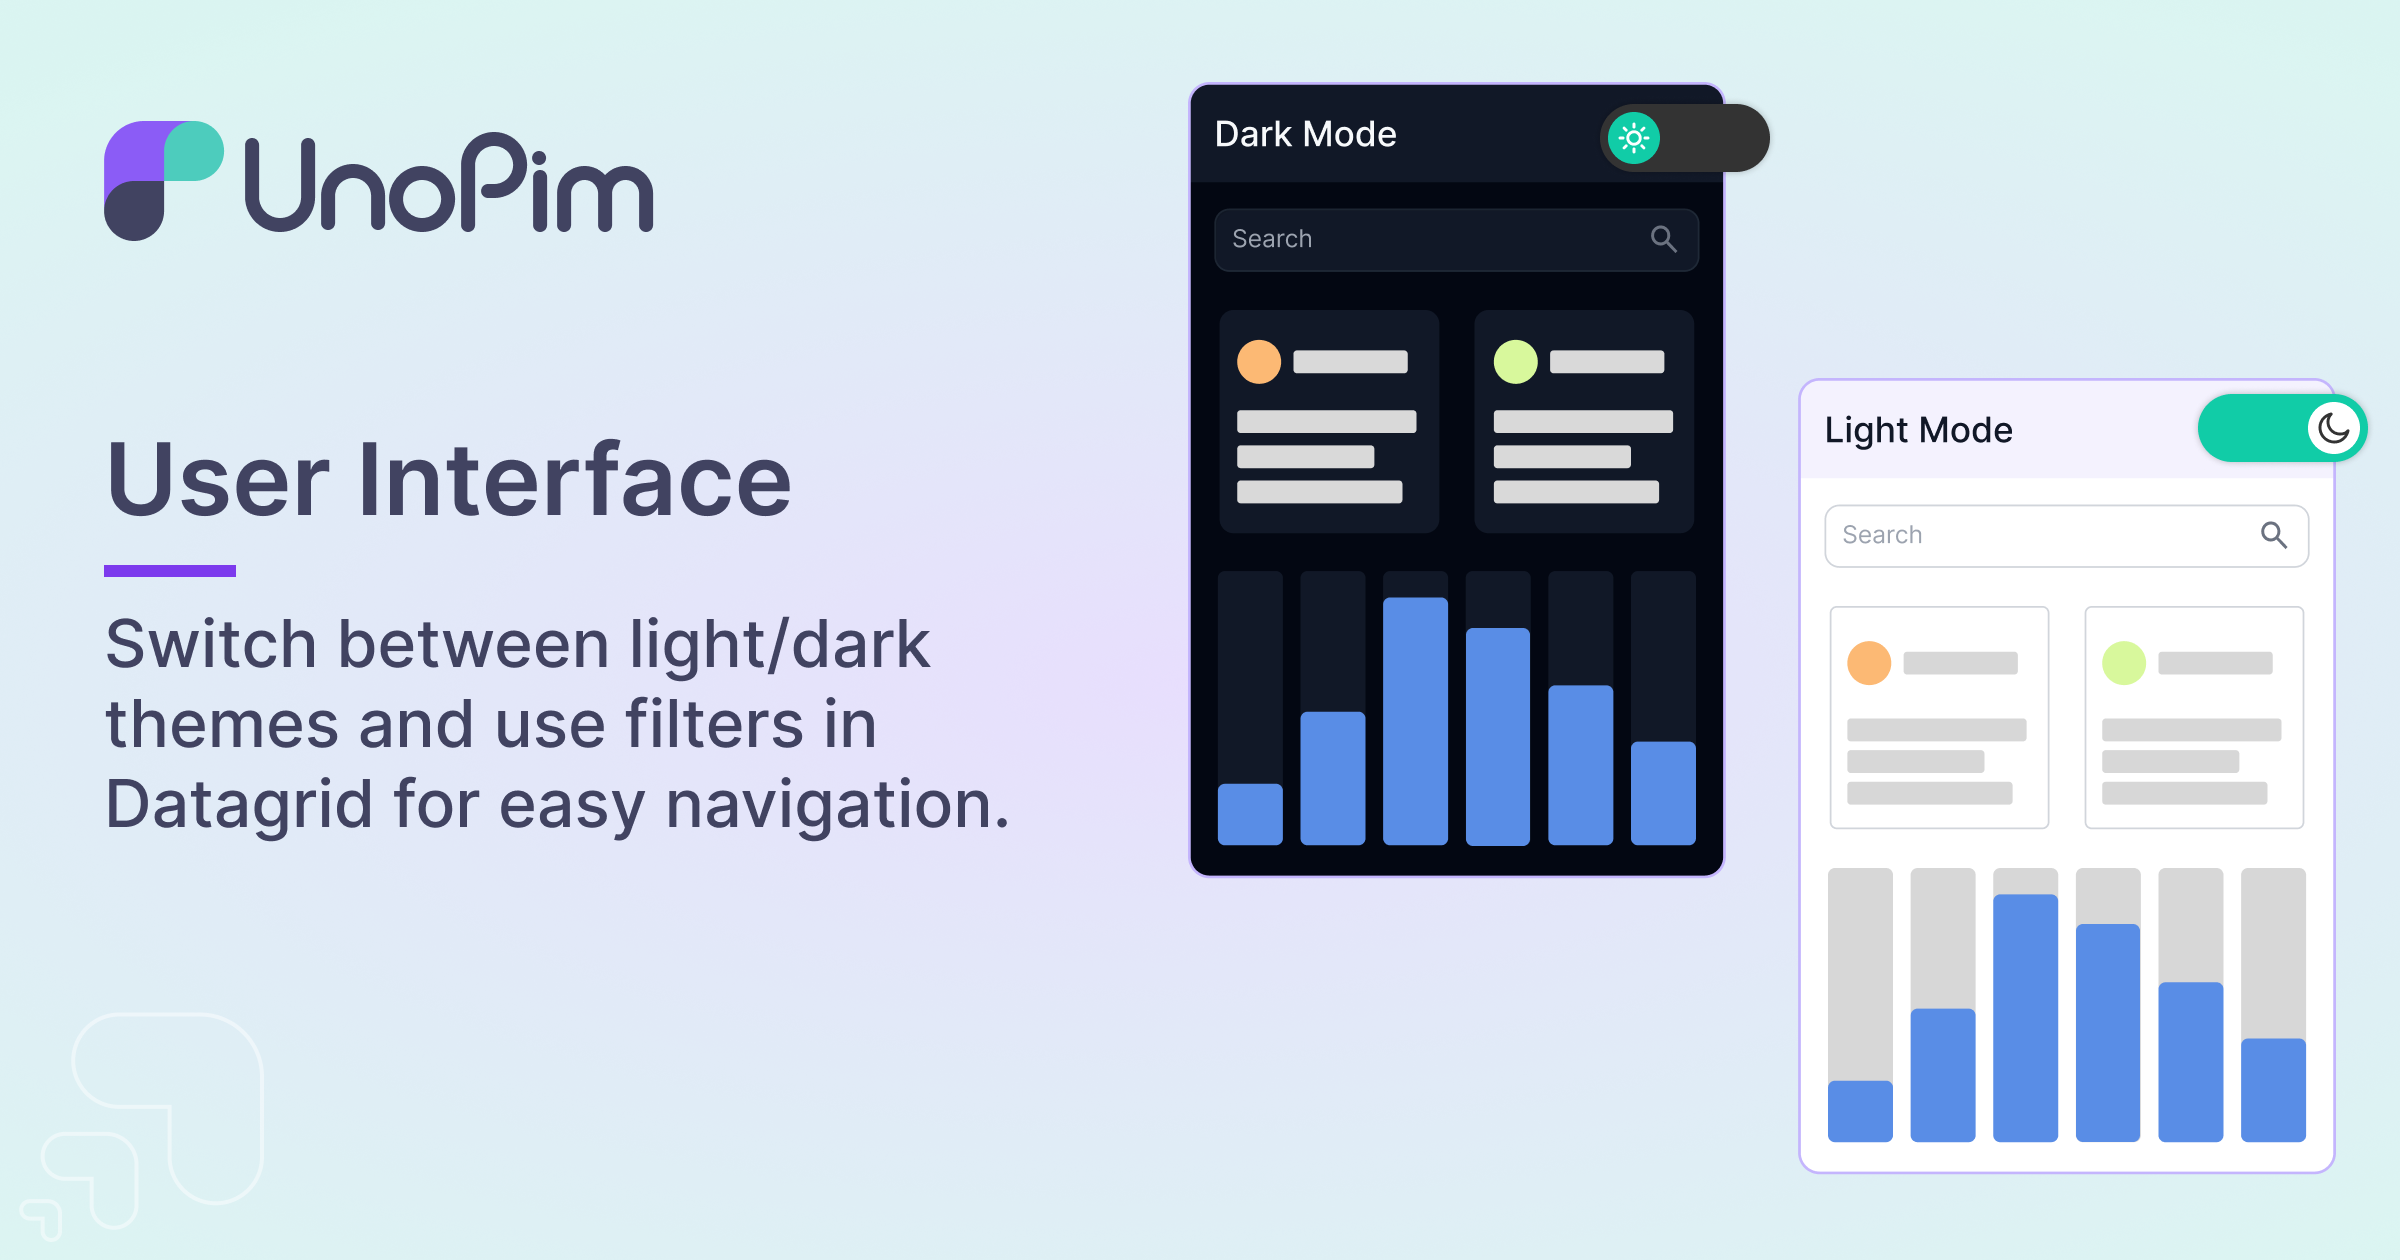 UnoPim
User Interface
Switch between light/dark
themes and use filters in
Datagrid for easy navigation.
Dark Mode
Search
Light Mode
Search